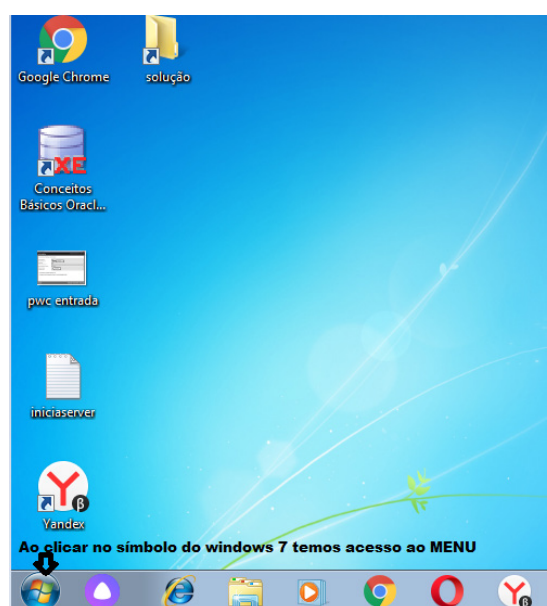 Google Chrome
solução
XE
Conceitos
Básicos Oracl...
pwc entrada
iniciaserver
β
Yandex
Ao clicar no símbolo do windows 7 temos acesso ao MENU
β